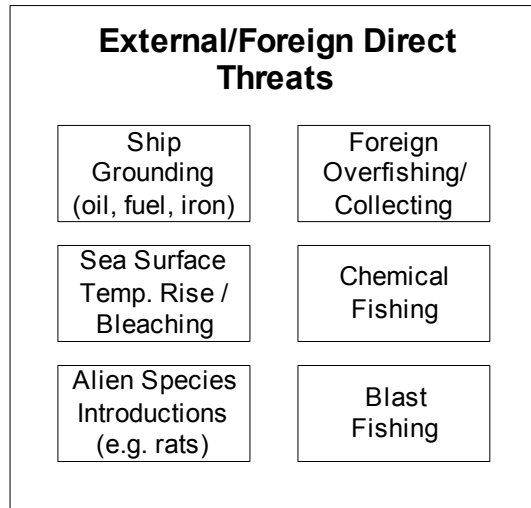 External/Foreign Direct
Threats
Ship
Grounding
(oil, fuel, iron)
Foreign
Overfishing/
Collecting
Sea Surface
Temp. Rise /
Bleaching
Chemical
Fishing
Alien Species
Introductions
(e.g. rats)
Blast
Fishing